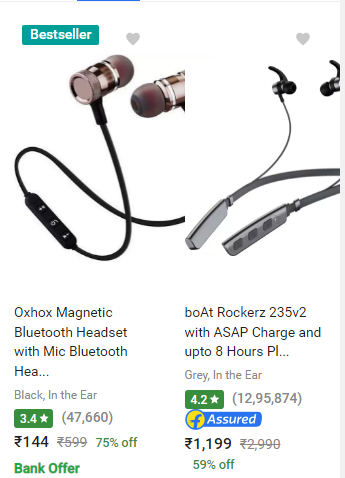 Bestseller
Oxhox Magnetic
Bluetooth Headset
with Mic Bluetooth
Hea...
Black, In the Ear
3.4★ (47,660)
₹144 ₹599 75% off
Bank Offer
boAt Rockerz 235v2
with ASAP Charge and
upto 8 Hours Pl...
Grey, In the Ear
4.2★ (12,95,874)
f Assured
₹1,199 ₹2,990
59% off